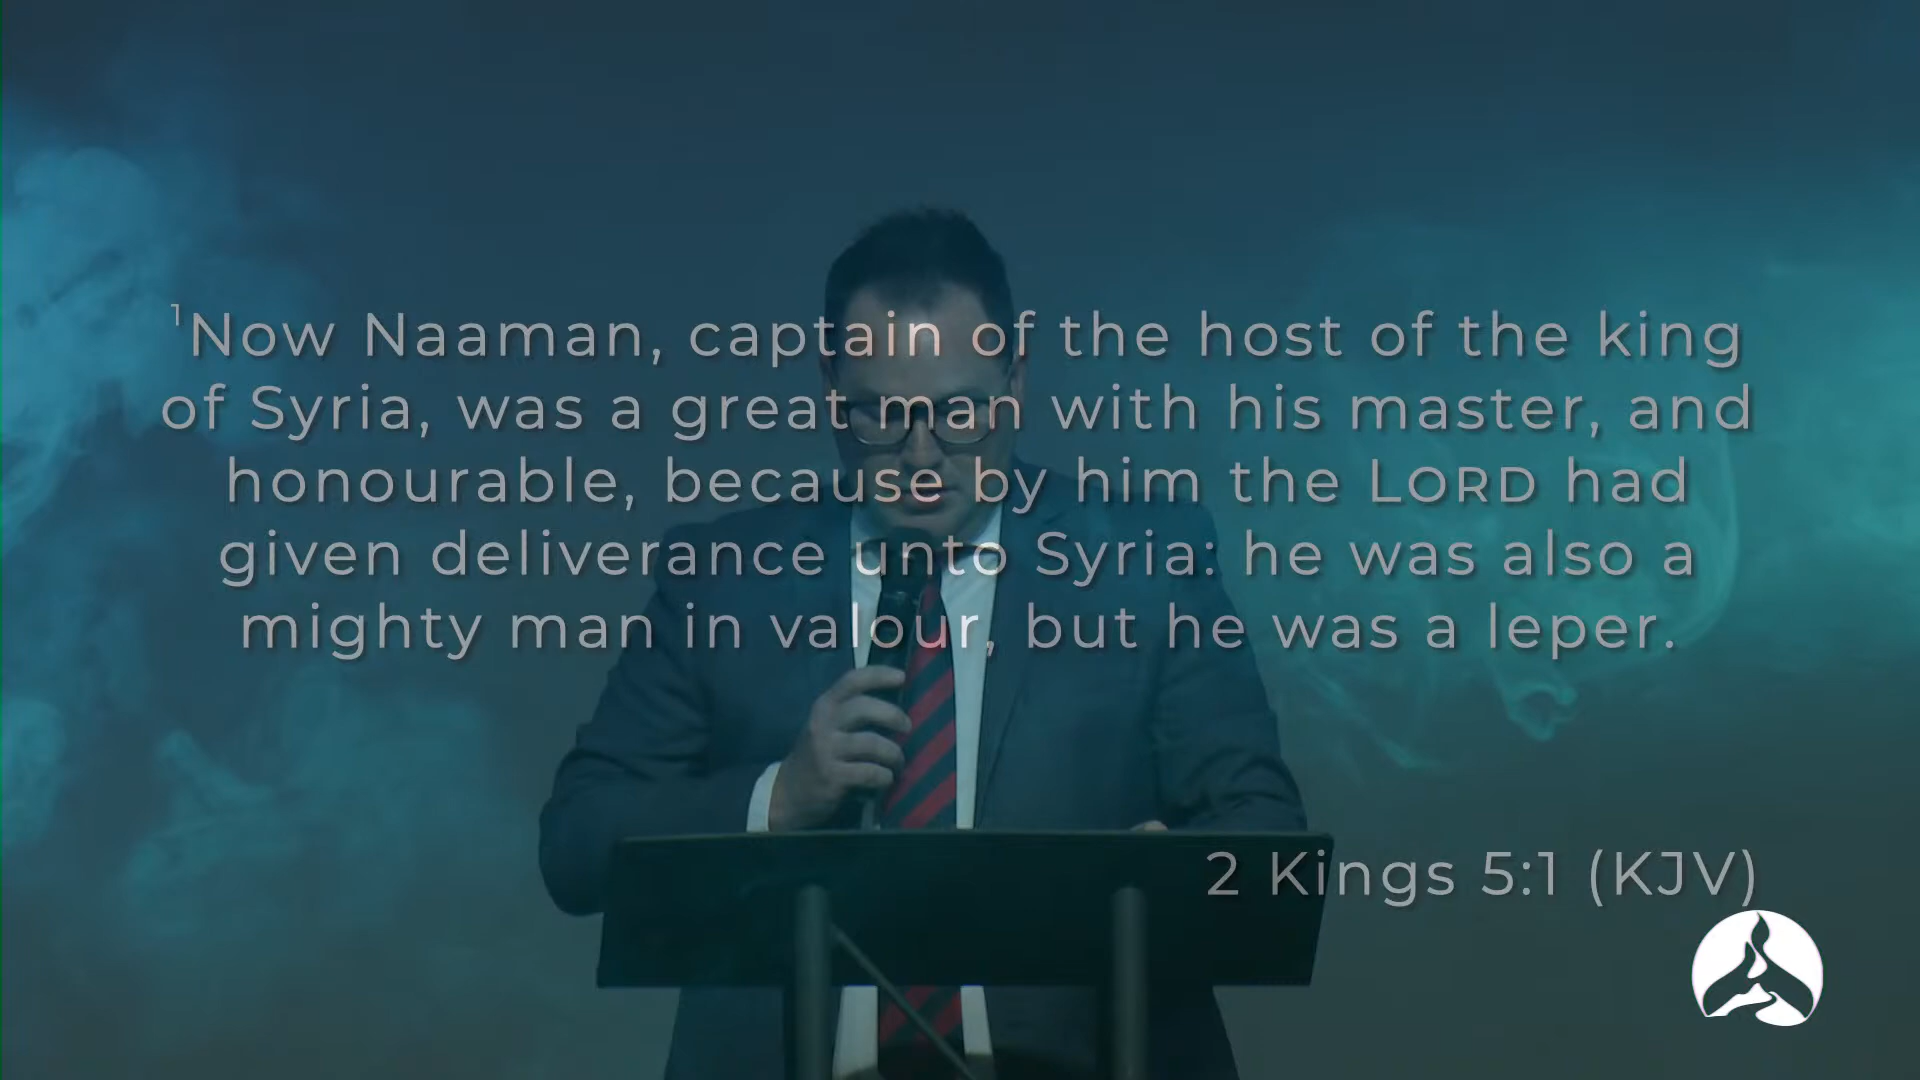 ¹Now Naaman, captain of the host of the king
of Syria, was a great man with his master, and
honourable, because by him the LORD had
given deliverance unto Syria: he was also a
mighty man in valour, but he was a leper.
2 Kings 5:1 (KJV)